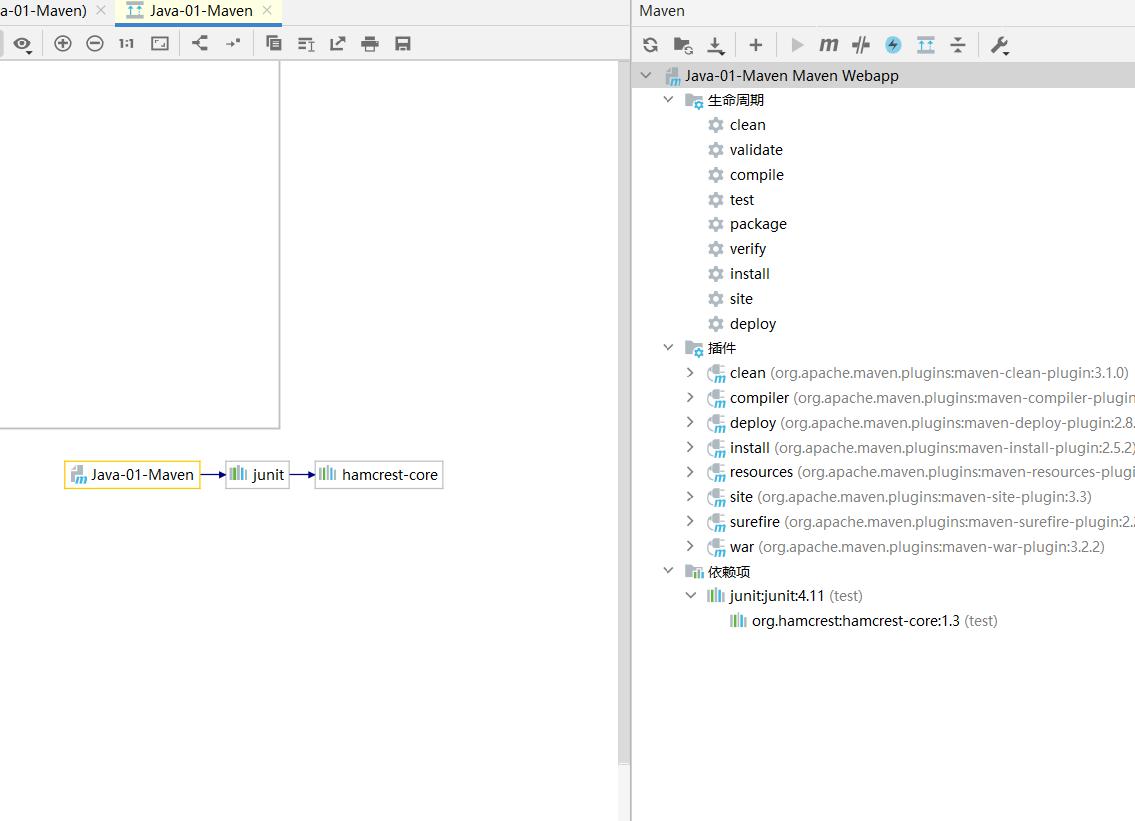 a-01-Maven)
Java-01-Maven
Maven
1:1
Java-01-Maven Maven Webapp
生命周期
clean
validate
compile
test
package
verify
install
site
deploy
插件
clean (org.apache.maven.plugins:maven-clean-plugin:3.1.0)
compiler (org.apache.maven.plugins:maven-compiler-plugin
deploy (org.apache.maven.plugins:maven-deploy-plugin:2.8.
install (org.apache.maven.plugins:maven-install-plugin:2.5.2)
resources (org.apache.maven.plugins:maven-resources-plugi
site (org.apache.maven.plugins:maven-site-plugin:3.3)
surefire (org.apache.maven.plugins:maven-surefire-plugin:2.
war (org.apache.maven.plugins:maven-war-plugin:3.2.2)
依赖项
junit:junit:4.11 (test)
org.hamcrest:hamcrest-core:1.3 (test)
Java-01-Maven
junit
hamcrest-core